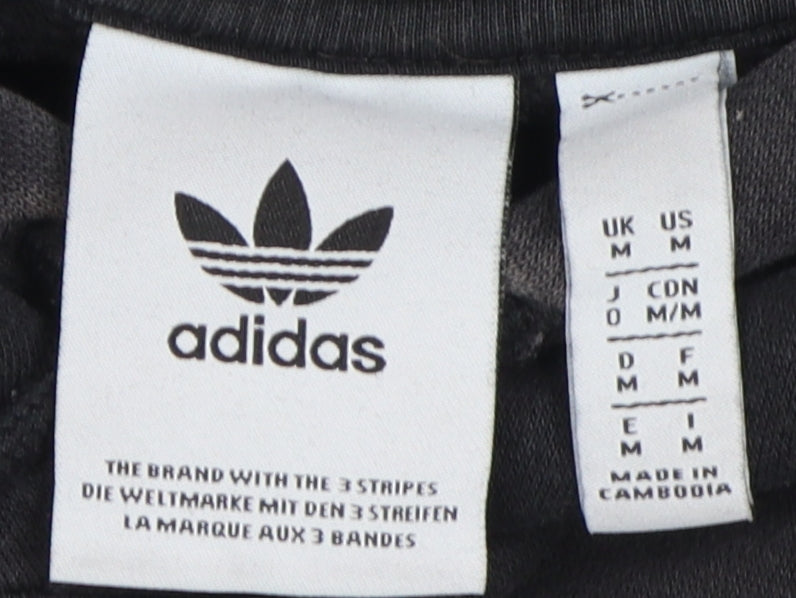 adidas
THE BRAND WITH THE 3 STRIPES
DIE WELTMARKE MIT DEN 3 STREIFEN
LA MARQUE AUX 3 BANDES
UK US
M M
J CDN
O M/M
D F
M M
E I
M M
MADE IN
CAMBODIA